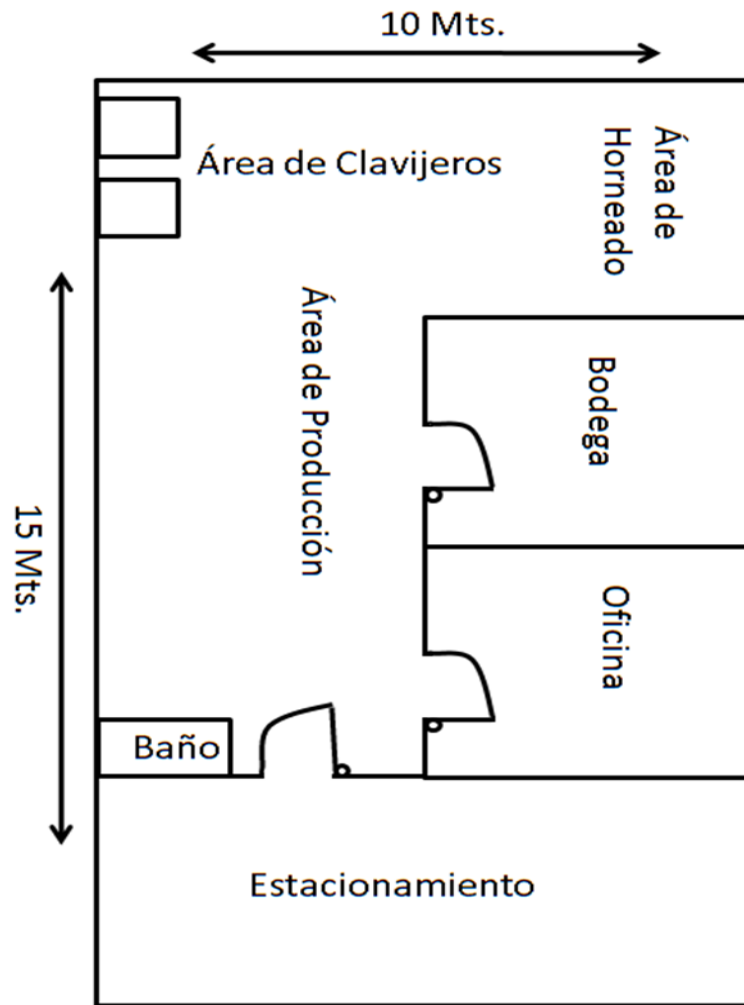 10 Mts.
Área de Clavijeros
Área de
Horneado
Área de Producción
Bodega
15 Mts.
Oficina
Baño
Estacionamiento